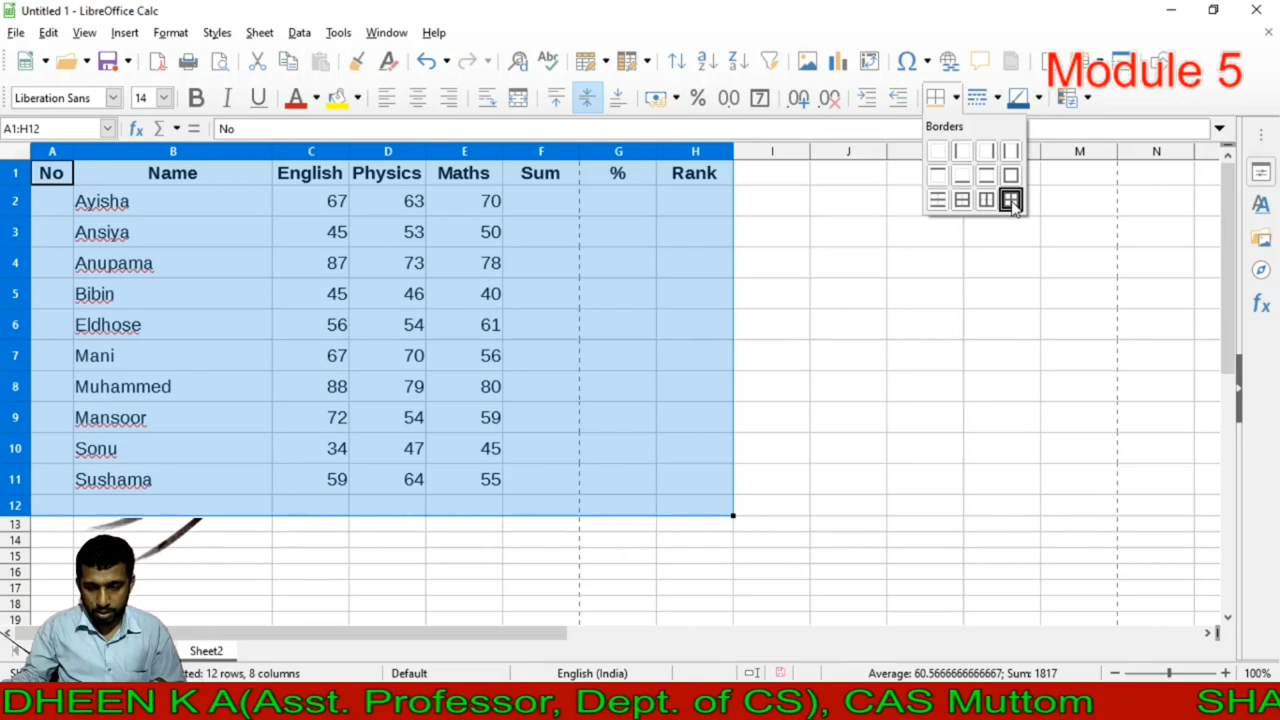 Untitled 1 - LibreOffice Calc
File Edit View Insert Format Styles Sheet Data Tools Window Help
Module 5
Liberation Sans 14
A1:H12 No
Borders
A B C D E F G H I J M N
1 No Name English Physics Maths Sum % Rank
2 Ayisha 67 63 70
3 Ansiya 45 53 50
4 Anupama 87 73 78
5 Bibin 45 46 40
6 Eldhose 56 54 61
7 Mani 67 70 56
8 Muhammed 88 79 80
9 Mansoor 72 54 59
10 Sonu 34 47 45
11 Sushama 59 64 55
12
13
14
15
16
17
18
19
Sheet2
ted: 12 rows, 8 columns Default English (India) Average: 60.5666666666667; Sum: 1817 100%
DHEEN K A(Asst. Professor, Dept. of CS), CAS Muttom SHA